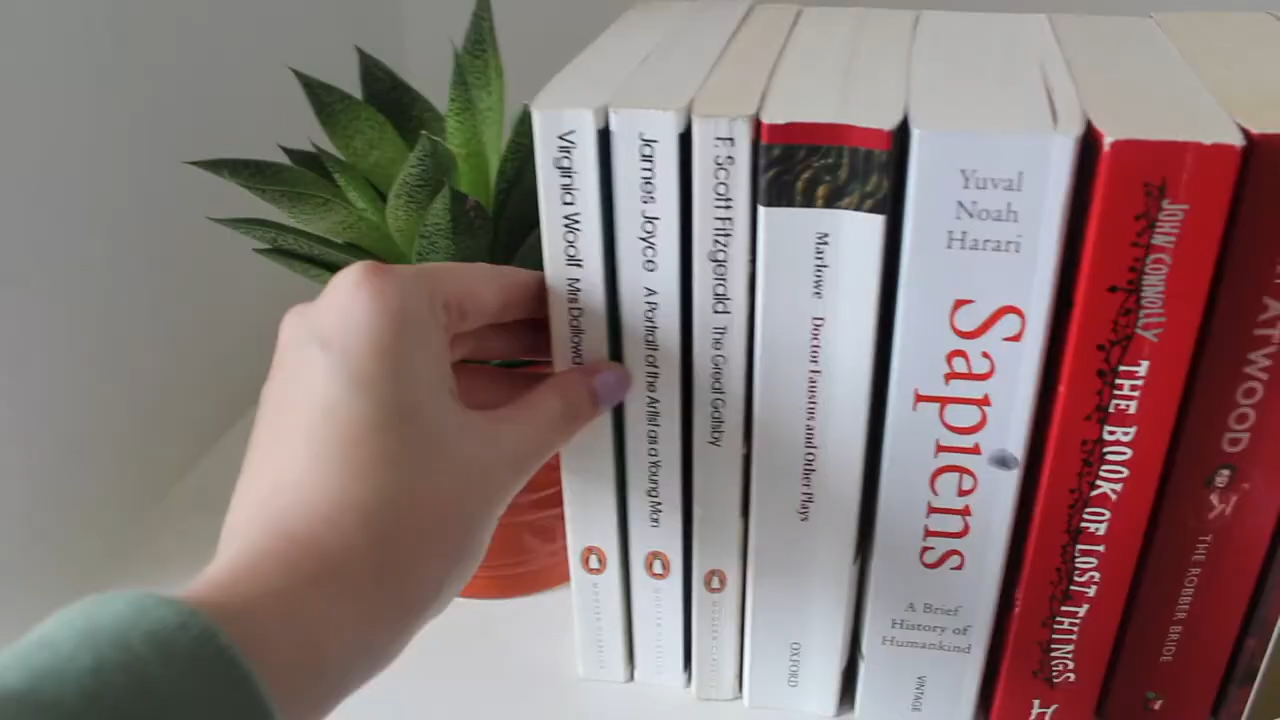 Virginia Woolf Mrs Dallowa
James Joyce A Portrait of the Artist as a Young Man
F. Scott Fitzgerald The Great Gatsby
Marlowe Doctor Faustus and Other Plays
OXFORD
Yuval
Noah
Harari
Sapiens
A Brief
History of
Humankind
VINTAGE
JOHN CONNOLLY THE BOOK OF LOST THINGS
ATWOOD
THE ROBBER BRIDE